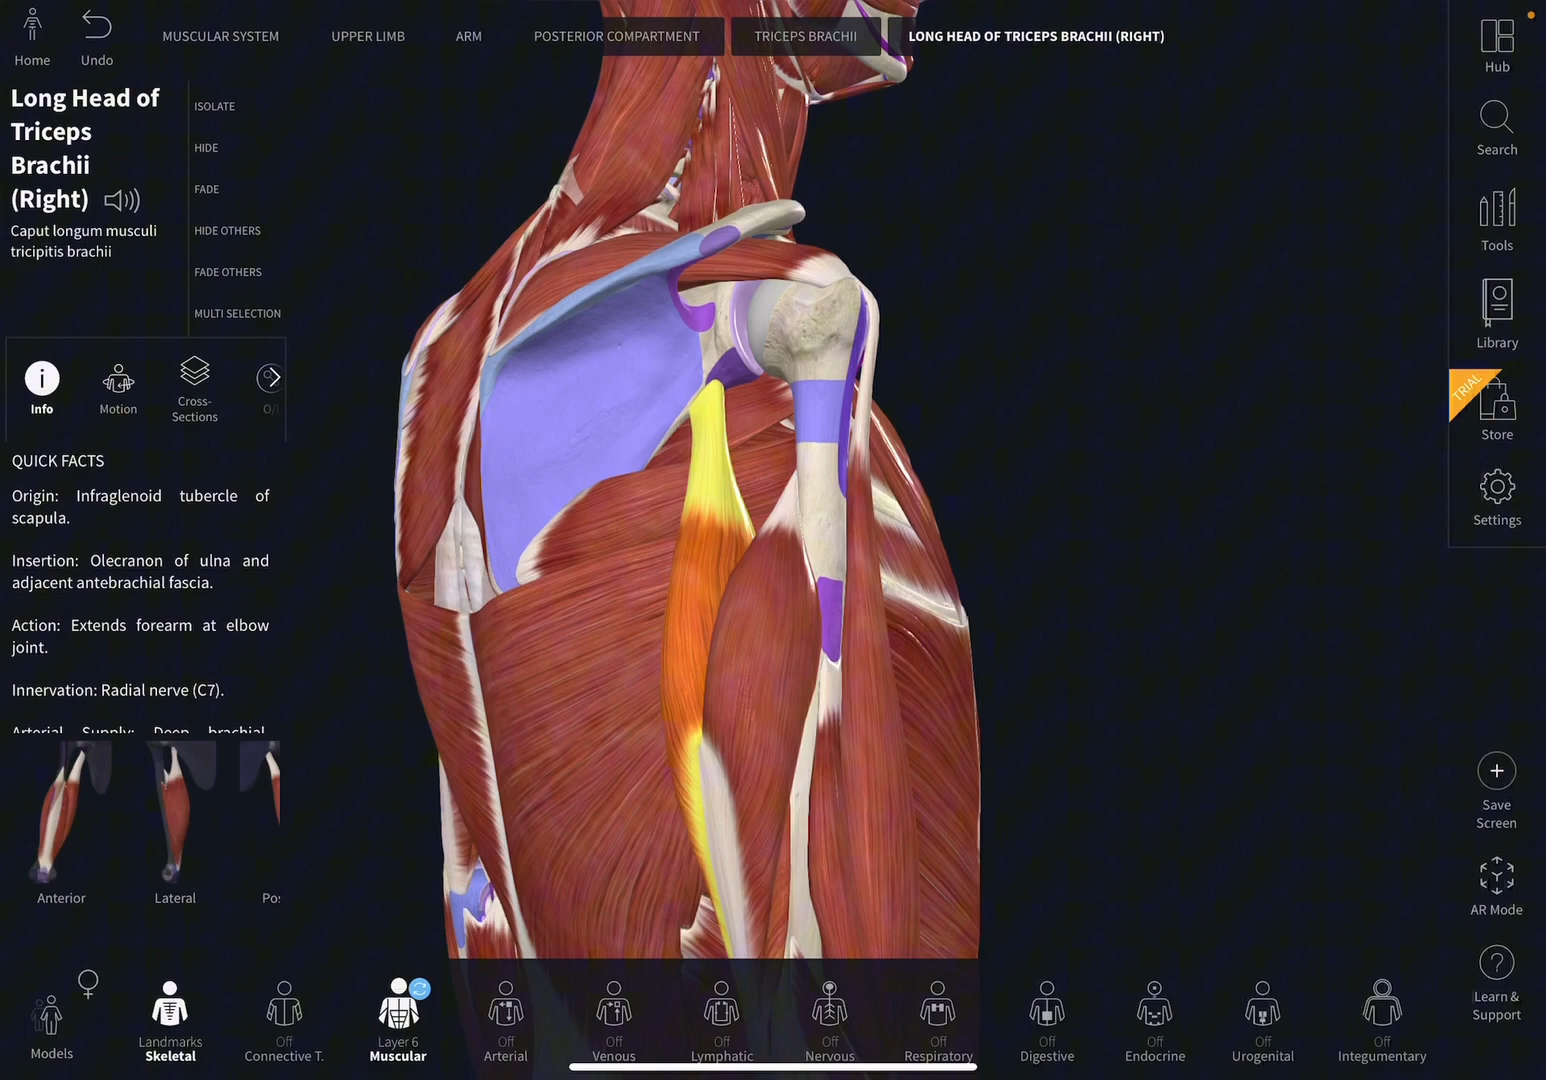 Home
Undo
MUSCULAR SYSTEM
UPPER LIMB
ARM
POSTERIOR COMPARTMENT
TRICEPS BRACHII
LONG HEAD OF TRICEPS BRACHII (RIGHT)
Long Head of
Triceps
Brachii
(Right)
Caput longum musculi
tricipitis brachii
ISOLATE
HIDE
FADE
HIDE OTHERS
FADE OTHERS
MULTI SELECTION
Info
Motion
Cross-
Sections
QUICK FACTS
Origin: Infraglenoid tubercle of
scapula.
Insertion: Olecranon of ulna and
adjacent antebrachial fascia.
Action: Extends forearm at elbow
joint.
Innervation: Radial nerve (C7).
Arterial Supply: Deep brachial
Anterior
Lateral
Hub
Search
Tools
Library
TRIAL
Store
Settings
Save
Screen
AR Mode
Learn &
Support
Models
Landmarks
Skeletal
Off
Connective T.
Layer 6
Muscular
Off
Arterial
Off
Venous
Off
Lymphatic
Off
Nervous
Off
Respiratory
Off
Digestive
Off
Endocrine
Off
Urogenital
Off
Integumentary